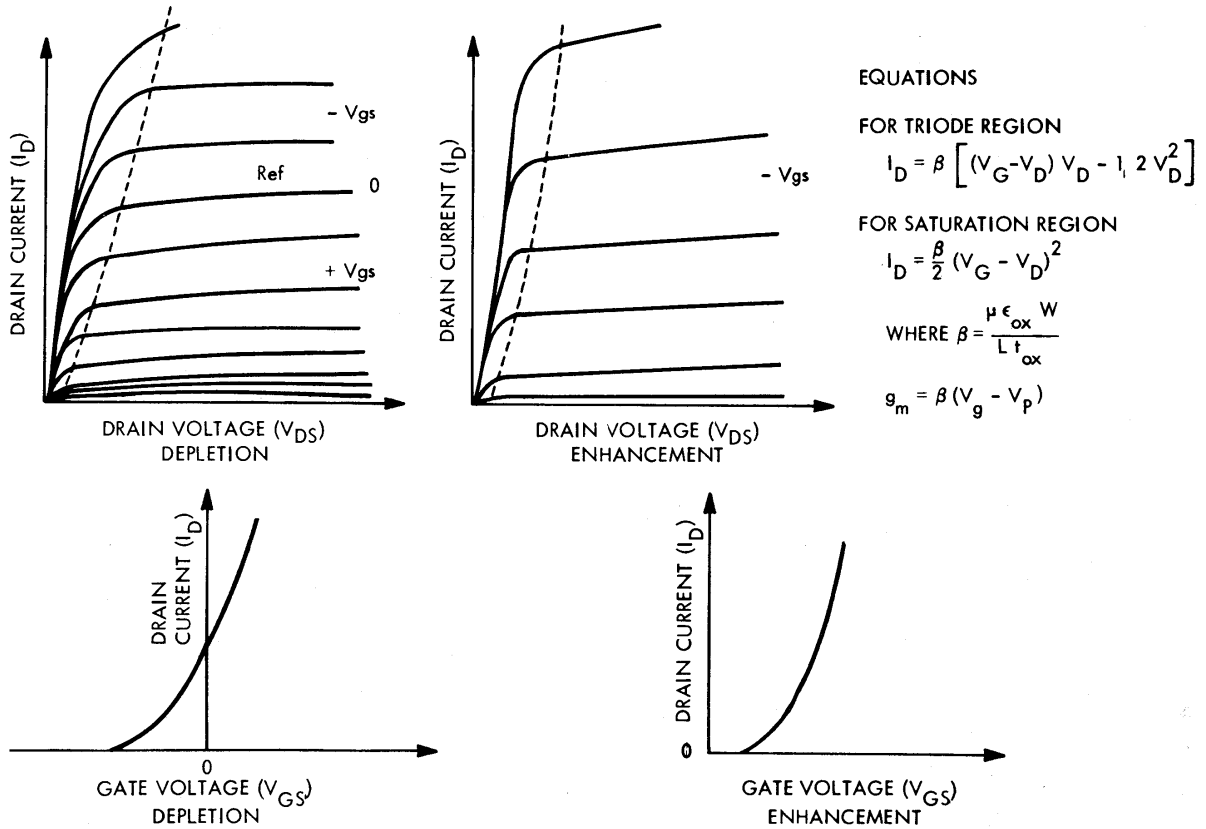 DRAIN CURRENT (I_D)
- Vgs
Ref
0
+ Vgs
DRAIN VOLTAGE (V_DS)
DEPLETION
DRAIN CURRENT (I_D)
- Vgs
DRAIN VOLTAGE (V_DS)
ENHANCEMENT
EQUATIONS
FOR TRIODE REGION
I_D = β [(V_G-V_D) V_D - 1, 2 V_D^2]
FOR SATURATION REGION
I_D = β/2 (V_G - V_D)^2
WHERE β = μ ϵ_ox W / L t_ox
g_m = β (V_g - V_p)
DRAIN
CURRENT (I_D)
0
GATE VOLTAGE (V_GS)
DEPLETION
DRAIN CURRENT (I_D)
0
GATE VOLTAGE (V_GS)
ENHANCEMENT